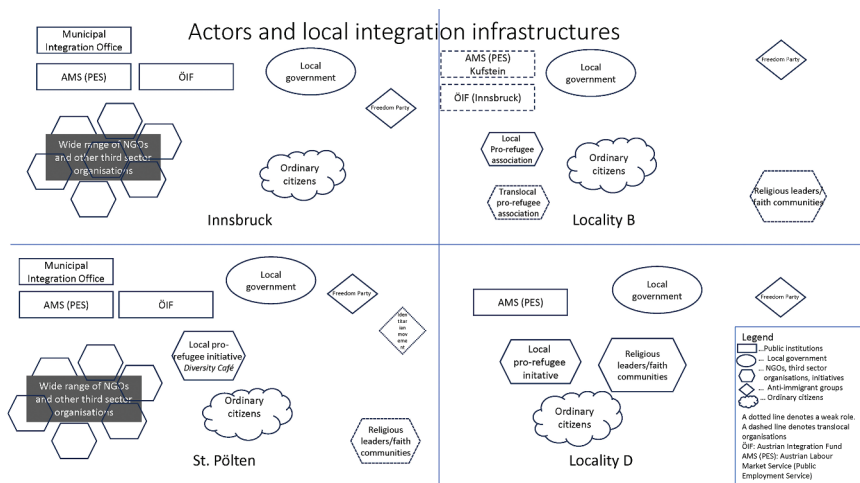 Actors and local integration infrastructures
Municipal
Integration Office
AMS (PES)
ÖIF
Local
government
Freedom Party
Wide range of NGOs
and other third sector
organisations
Ordinary
citizens
Innsbruck
AMS (PES)
Kufstein
ÖIF (Innsbruck)
Local
government
Freedom Party
Local
Pro-refugee
association
Translocal
pro-refugee
association
Ordinary
citizens
Religious leaders/
faith communities
Locality B
Municipal
Integration Office
AMS (PES)
ÖIF
Local
government
Freedom Party
Iden
titar
ian
mov
eme
nt
Local pro-
refugee initiative
Diversity Café
Wide range of NGOs
and other third sector
organisations
Ordinary
citizens
Religious
leaders/faith
communities
St. Pölten
AMS (PES)
Local
government
Freedom Party
Local
pro-refugee
initative
Religious
leaders/faith
communities
Ordinary
citizens
Locality D
Legend
...Public institutions
... Local government
... NGOs, third sector
organisations, initiatives
... Anti-immigrant groups
... Ordinary citizens
A dotted line denotes a weak role.
A dashed line denotes translocal
organisations
ÖIF: Austrian Integration Fund
AMS (PES): Austrian Labour
Market Service (Public
Employment Service)